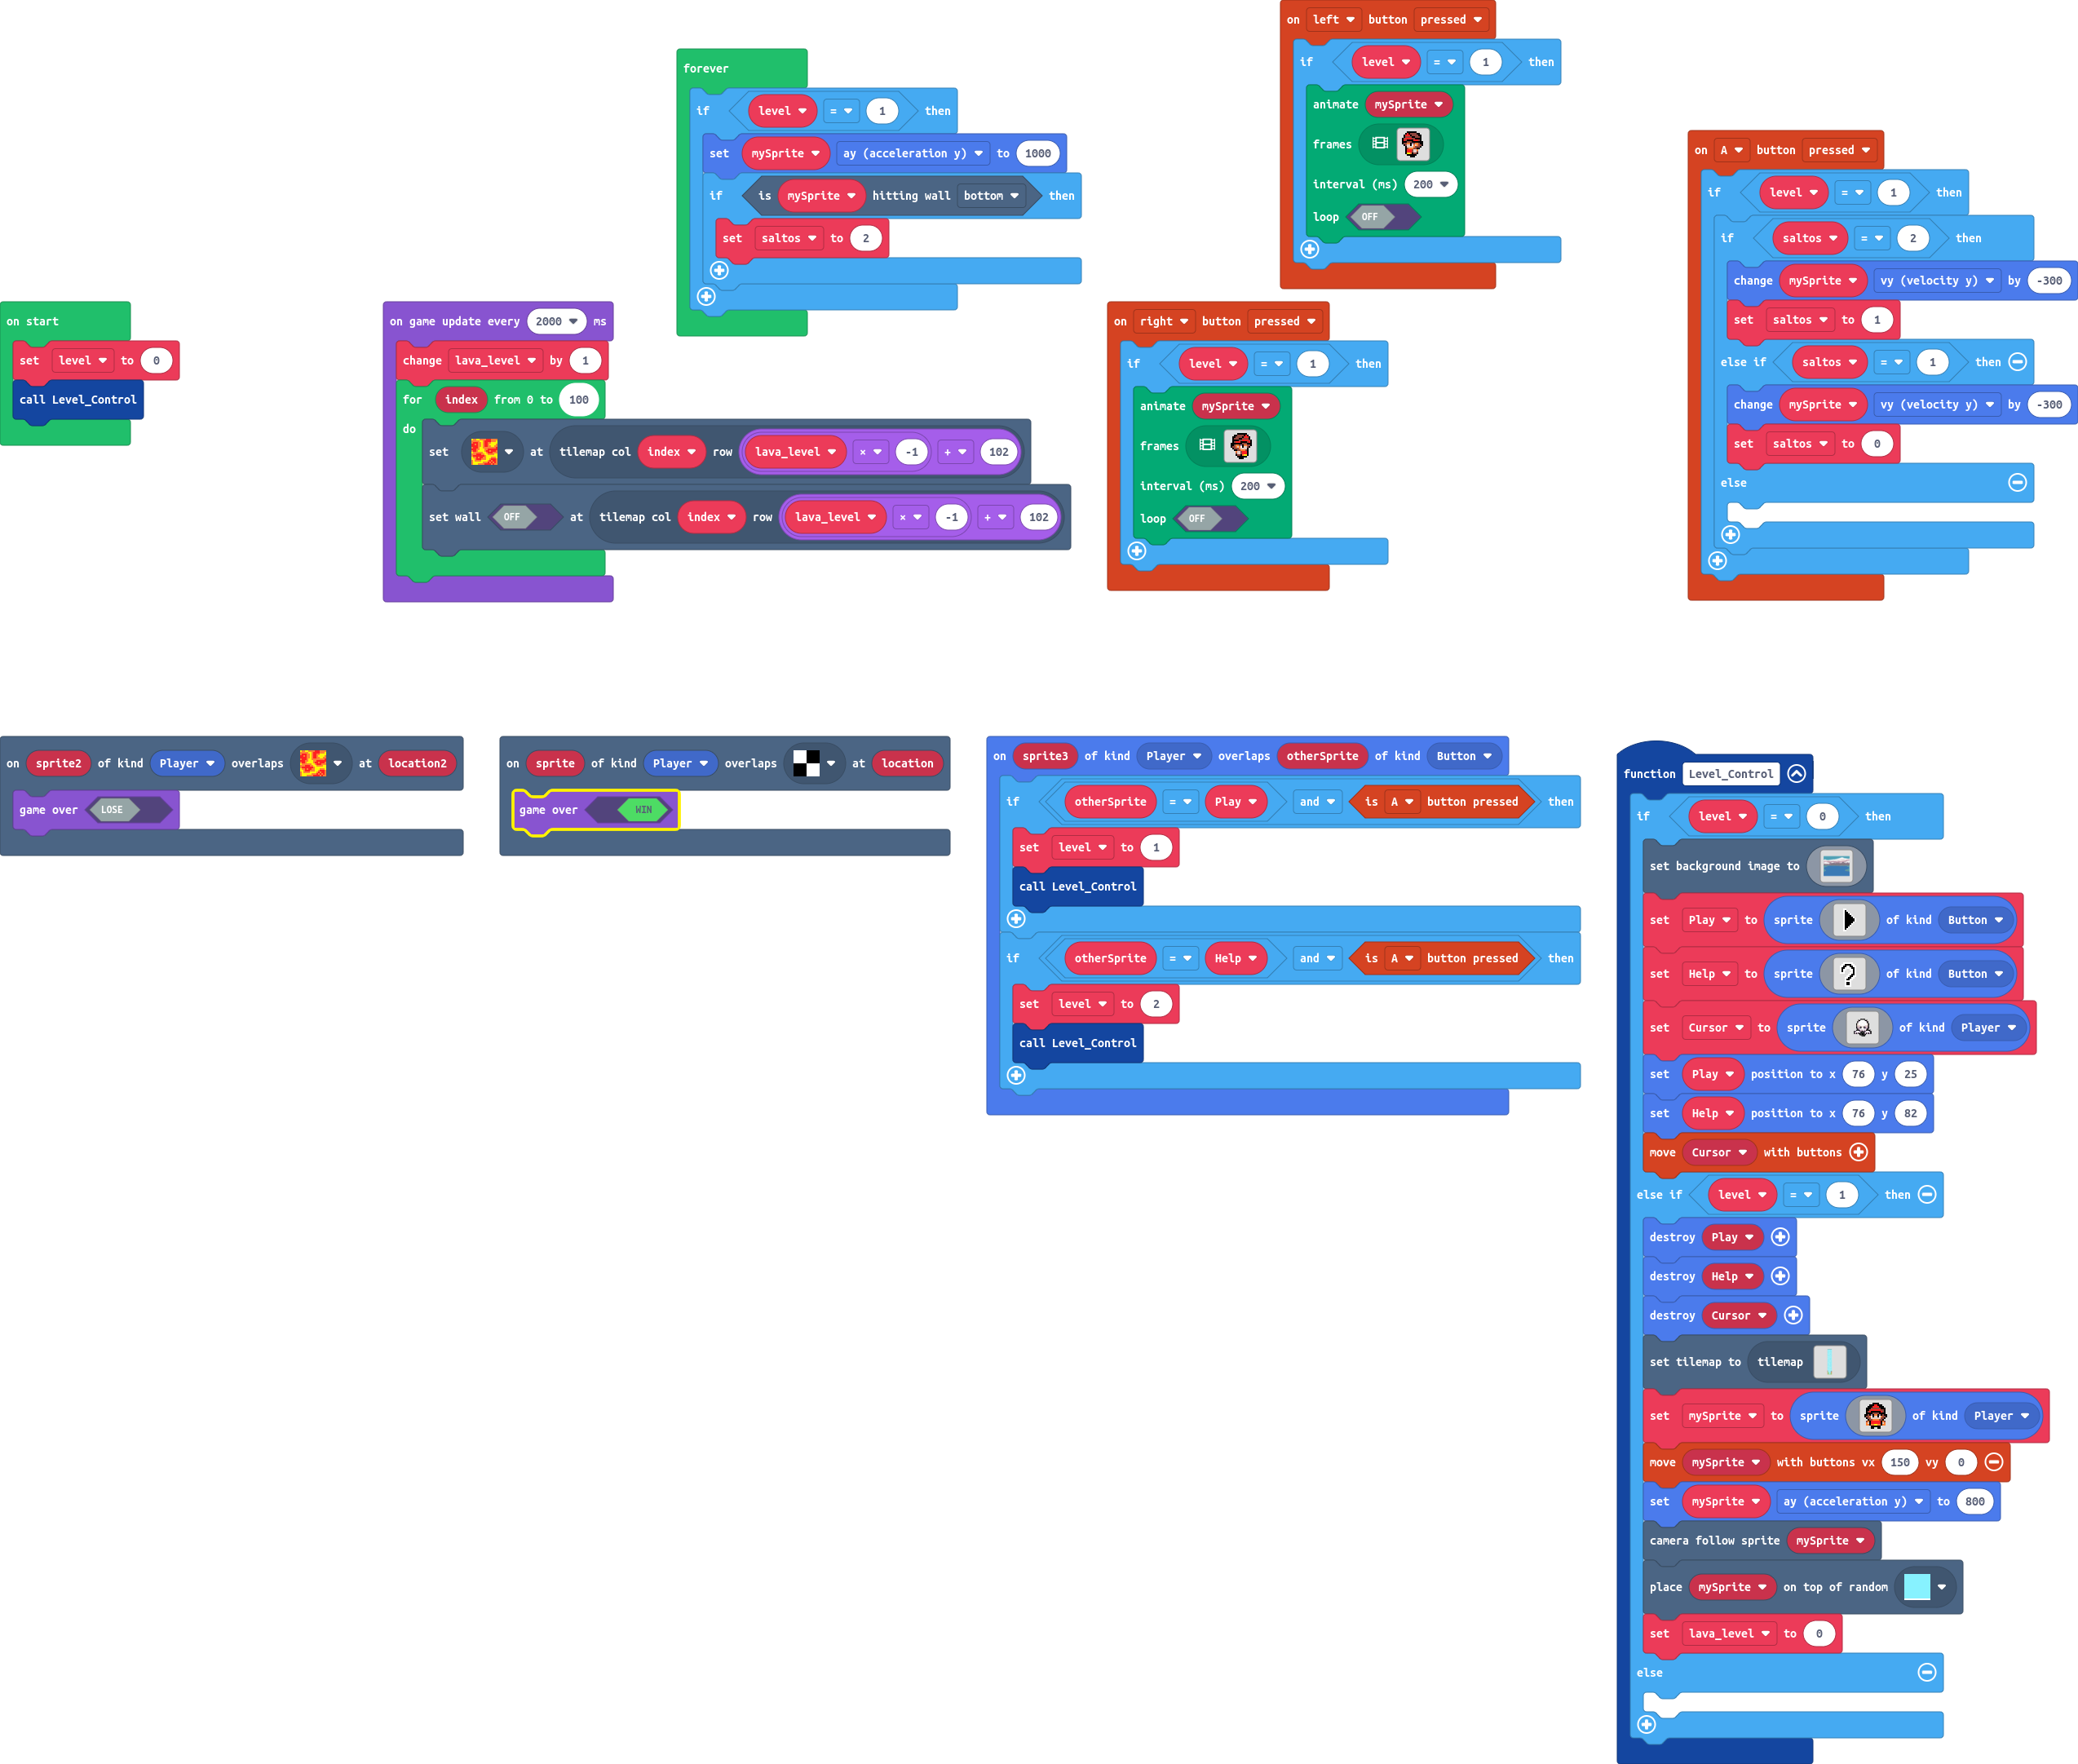 on start
set level to 0
call Level_Control
on game update every 2000 ms
change lava_level by 1
for index from 0 to 100
do
set at tilemap col index row lava_level × -1 + 102
set wall OFF at tilemap col index row lava_level × -1 + 102
forever
if level = 1 then
set mySprite ay (acceleration y) to 1000
if is mySprite hitting wall bottom then
set saltos to 2
on right button pressed
if level = 1 then
animate mySprite
frames
interval (ms) 200
loop OFF
on left button pressed
if level = 1 then
animate mySprite
frames
interval (ms) 200
loop OFF
on A button pressed
if level = 1 then
if saltos = 2 then
change mySprite vy (velocity y) by -300
set saltos to 1
else if saltos = 1 then
change mySprite vy (velocity y) by -300
set saltos to 0
else
on sprite2 of kind Player overlaps at location2
game over LOSE
on sprite of kind Player overlaps at location
game over WIN
on sprite3 of kind Player overlaps otherSprite of kind Button
if otherSprite = Play and is A button pressed then
set level to 1
call Level_Control
if otherSprite = Help and is A button pressed then
set level to 2
call Level_Control
function Level_Control
if level = 0 then
set background image to
set Play to sprite of kind Button
set Help to sprite ? of kind Button
set Cursor to sprite of kind Player
set Play position to x 76 y 25
set Help position to x 76 y 82
move Cursor with buttons
else if level = 1 then
destroy Play
destroy Help
destroy Cursor
set tilemap to tilemap
set mySprite to sprite of kind Player
move mySprite with buttons vx 150 vy 0
set mySprite ay (acceleration y) to 800
camera follow sprite mySprite
place mySprite on top of random
set lava_level to 0
else